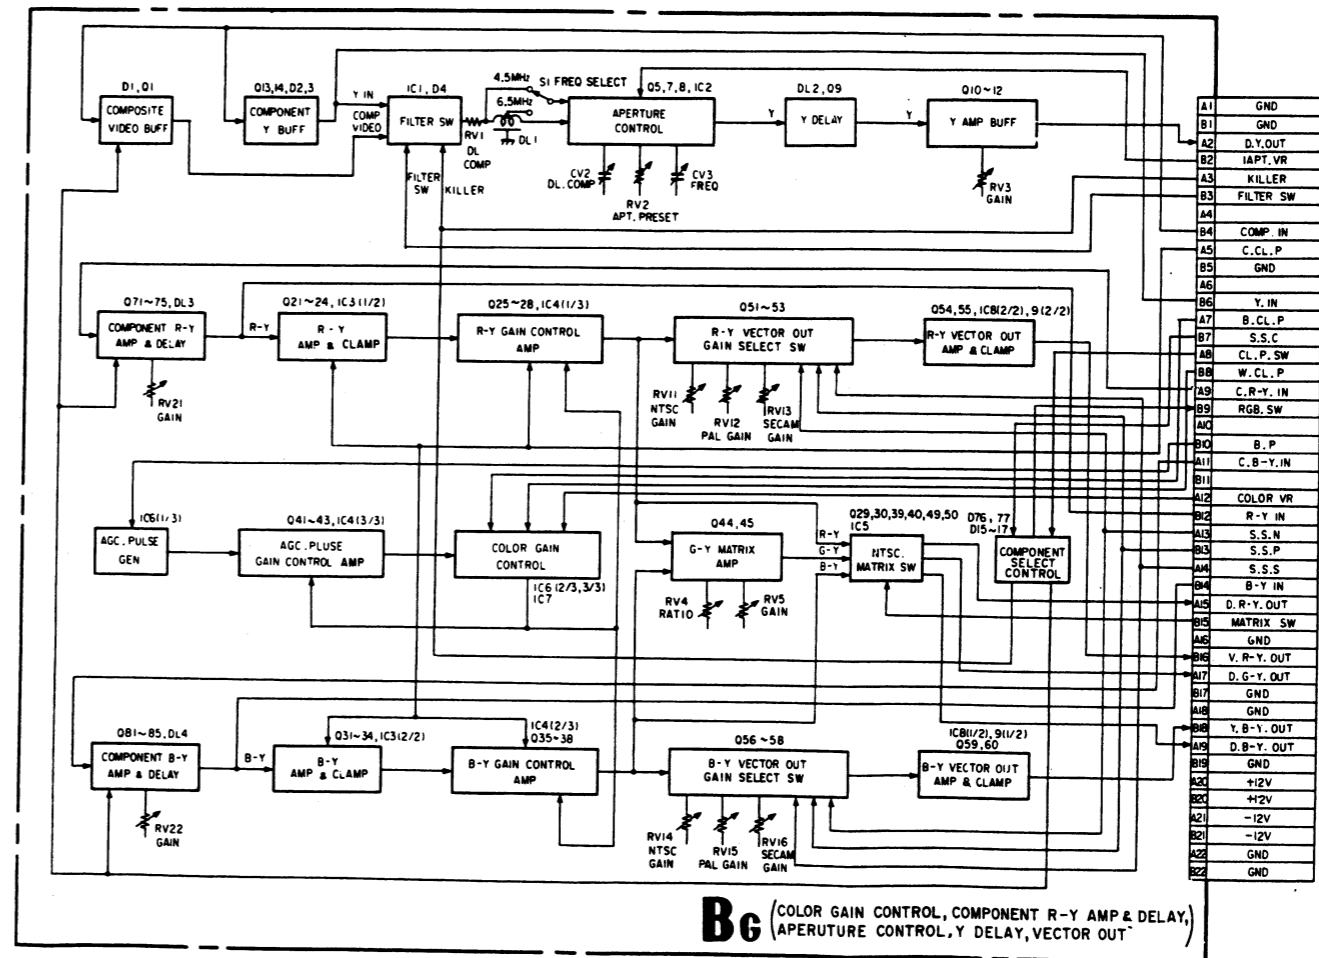 D1,Q1
COMPOSITE
VIDEO BUFF
Q13,14,D2,3
COMPONENT
Y BUFF
Y IN
COMP
VIDEO
IC1, D4
FILTER SW
RV1
DL
COMP
4.5MHz
S1 FREQ SELECT
6.5MHz
DL1
Q5,7,8, IC2
APERTURE
CONTROL
Y
DL2, Q9
Y DELAY
Y
Q10~12
Y AMP BUFF
FILTER
SW
KILLER
CV2
DL.COMP
RV2
APT. PRESET
CV3
FREQ
RV3
GAIN
Q71~75, DL3
COMPONENT R-Y
AMP & DELAY
RV21
GAIN
R-Y
Q21~24, IC3(1/2)
R-Y
AMP & CLAMP
Q25~28, IC4(1/3)
R-Y GAIN CONTROL
AMP
Q51~53
R-Y VECTOR OUT
GAIN SELECT SW
RV11
NTSC
GAIN
RV12
PAL GAIN
RV13
SECAM
GAIN
Q54,55, IC8(2/2), 9(2/2)
R-Y VECTOR OUT
AMP & CLAMP
IC6(1/3)
AGC.PULSE
GEN
Q41~43, IC4(3/3)
AGC.PLUSE
GAIN CONTROL AMP
COLOR GAIN
CONTROL
IC6(2/3,3/3)
IC7
Q44,45
G-Y MATRIX
AMP
RV4
RATIO
RV5
GAIN
R-Y
G-Y
B-Y
Q29,30,39,40,49,50
IC5
NTSC.
MATRIX SW
D76, 77
D15~17
COMPONENT
SELECT
CONTROL
Q81~85, DL4
COMPONENT B-Y
AMP & DELAY
RV22
GAIN
B-Y
Q31~34, IC3(2/2)
B-Y
AMP & CLAMP
IC4(2/3)
Q35~38
B-Y GAIN CONTROL
AMP
Q56~58
B-Y VECTOR OUT
GAIN SELECT SW
RV14
NTSC
GAIN
RV15
PAL GAIN
RV16
SECAM
GAIN
IC8(1/2), 9(1/2)
Q59,60
B-Y VECTOR OUT
AMP & CLAMP
A1 GND
B1 GND
A2 D.Y.OUT
B2 IAPT.VR
A3 KILLER
B3 FILTER SW
A4
B4 COMP. IN
A5 C.CL.P
B5 GND
A6
B6 Y.IN
A7 B.CL.P
B7 S.S.C
A8 CL.P.SW
B8 W.CL.P
A9 C.R-Y.IN
B9 RGB.SW
A10
B10 B.P
A11 C.B-Y.IN
B11
A12 COLOR VR
B12 R-Y IN
A13 S.S.N
B13 S.S.P
A14 S.S.S
B14 B-Y IN
A15 D.R-Y.OUT
B15 MATRIX SW
A16 GND
B16 V.R-Y.OUT
A17 D.G-Y.OUT
B17 GND
A18 GND
B18 Y.B-Y.OUT
A19 D.B-Y.OUT
B19 GND
A20 +12V
B20 +12V
A21 -12V
B21 -12V
A22 GND
B22 GND
BG (COLOR GAIN CONTROL, COMPONENT R-Y AMP & DELAY,
APERUTURE CONTROL, Y DELAY, VECTOR OUT)